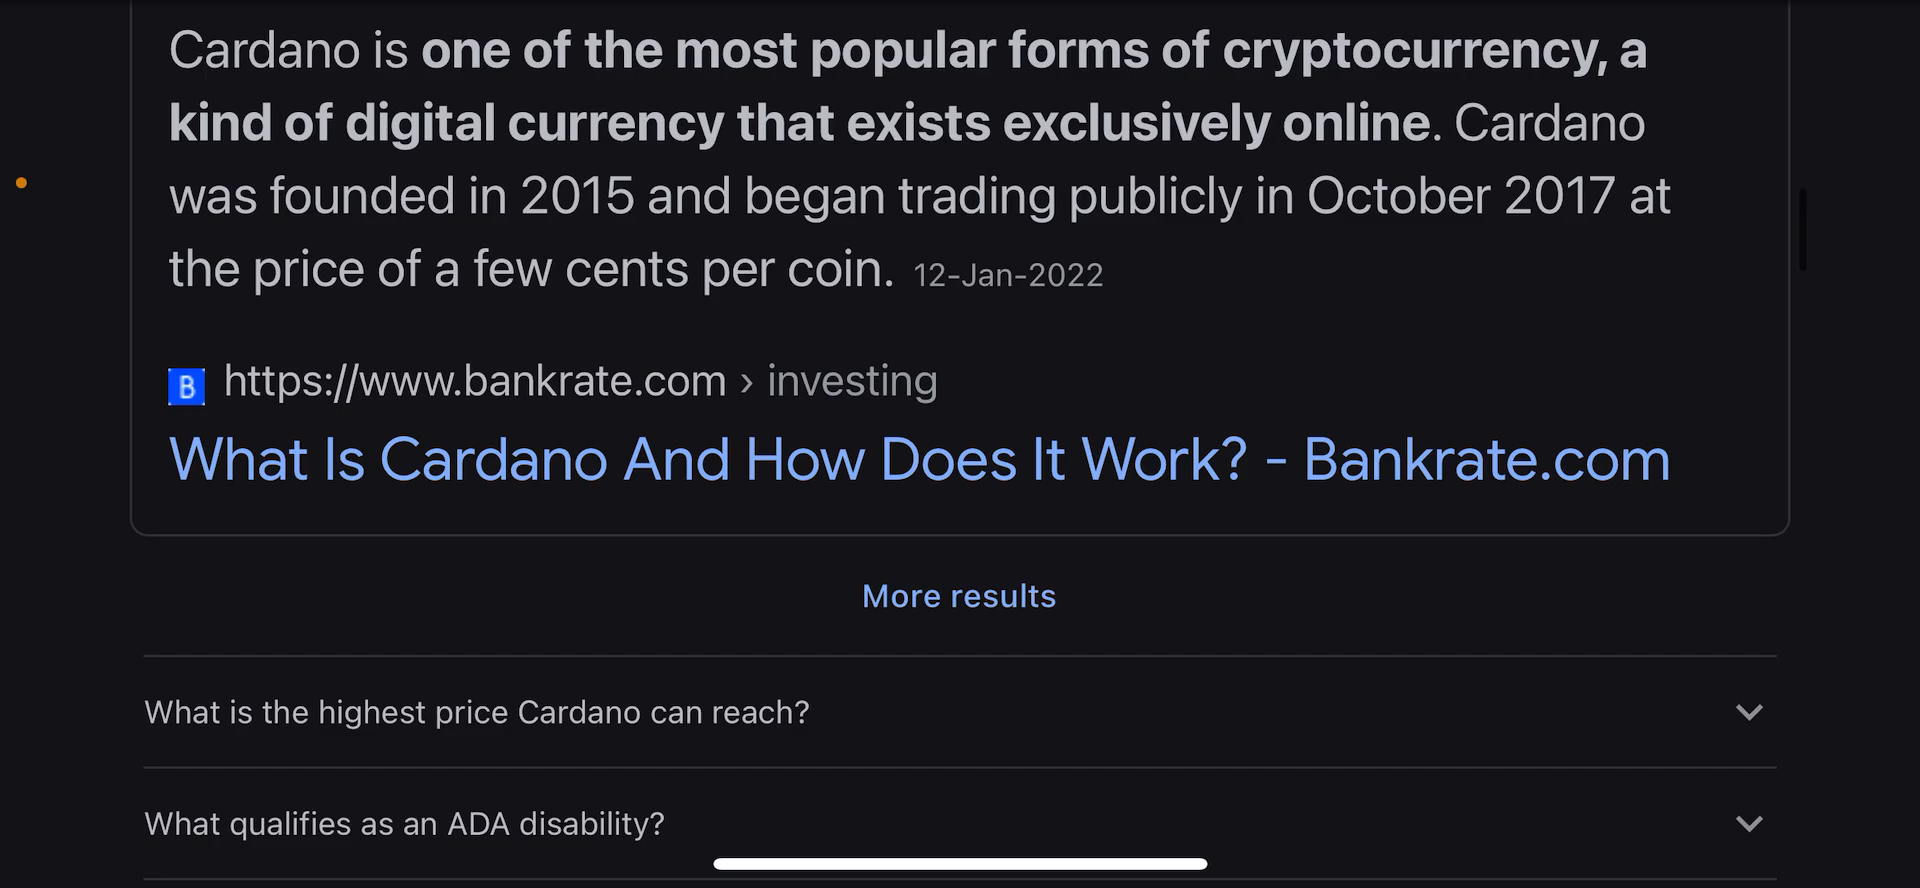 Cardano is one of the most popular forms of cryptocurrency, a
kind of digital currency that exists exclusively online. Cardano
was founded in 2015 and began trading publicly in October 2017 at
the price of a few cents per coin. 12-Jan-2022
B https://www.bankrate.com › investing
What Is Cardano And How Does It Work? - Bankrate.com
More results
What is the highest price Cardano can reach?
What qualifies as an ADA disability?